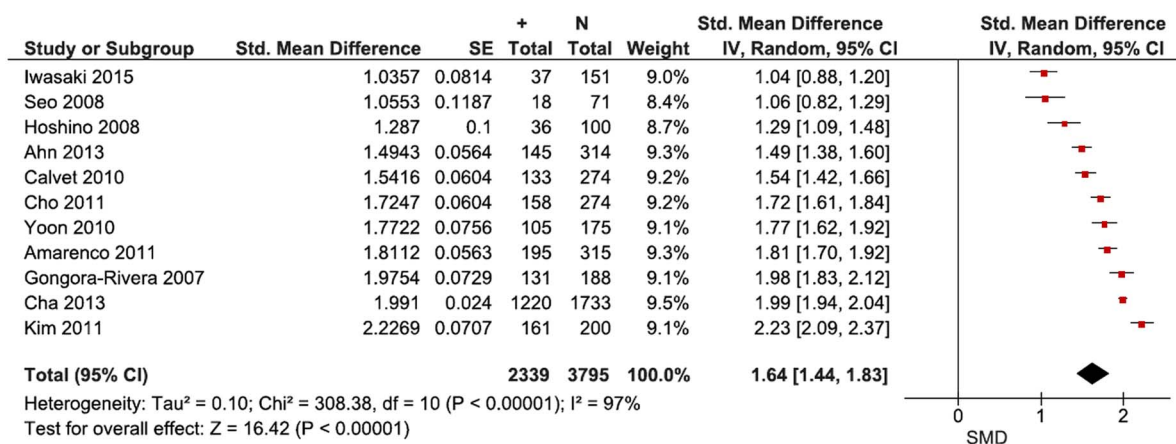 + N Std. Mean Difference Std. Mean Difference
Study or Subgroup Std. Mean Difference SE Total Total Weight IV, Random, 95% CI IV, Random, 95% CI
Iwasaki 2015 1.0357 0.0814 37 151 9.0% 1.04 [0.88, 1.20]
Seo 2008 1.0553 0.1187 18 71 8.4% 1.06 [0.82, 1.29]
Hoshino 2008 1.287 0.1 36 100 8.7% 1.29 [1.09, 1.48]
Ahn 2013 1.4943 0.0564 145 314 9.3% 1.49 [1.38, 1.60]
Calvet 2010 1.5416 0.0604 133 274 9.2% 1.54 [1.42, 1.66]
Cho 2011 1.7247 0.0604 158 274 9.2% 1.72 [1.61, 1.84]
Yoon 2010 1.7722 0.0756 105 175 9.1% 1.77 [1.62, 1.92]
Amarenco 2011 1.8112 0.0563 195 315 9.3% 1.81 [1.70, 1.92]
Gongora-Rivera 2007 1.9754 0.0729 131 188 9.1% 1.98 [1.83, 2.12]
Cha 2013 1.991 0.024 1220 1733 9.5% 1.99 [1.94, 2.04]
Kim 2011 2.2269 0.0707 161 200 9.1% 2.23 [2.09, 2.37]
Total (95% CI) 2339 3795 100.0% 1.64 [1.44, 1.83]
Heterogeneity: Tau² = 0.10; Chi² = 308.38, df = 10 (P < 0.00001); I² = 97%
Test for overall effect: Z = 16.42 (P < 0.00001)
0 1 2
SMD